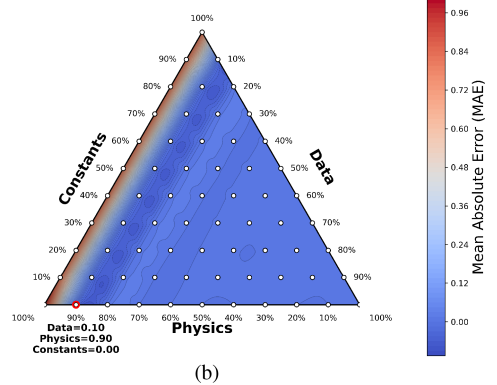 100%
90% 10%
80% 20%
70% 30%
60% 40%
50% 50%
40% 60%
30% 70%
20% 80%
10% 90%
Constants
Data
100% 90% 80% 70% 60% 50% 40% 30% 20% 10% 100%
Physics
Data=0.10
Physics=0.90
Constants=0.00
0.96
0.84
0.72
0.60
0.48
0.36
0.24
0.12
0.00
Mean Absolute Error (MAE)
(b)